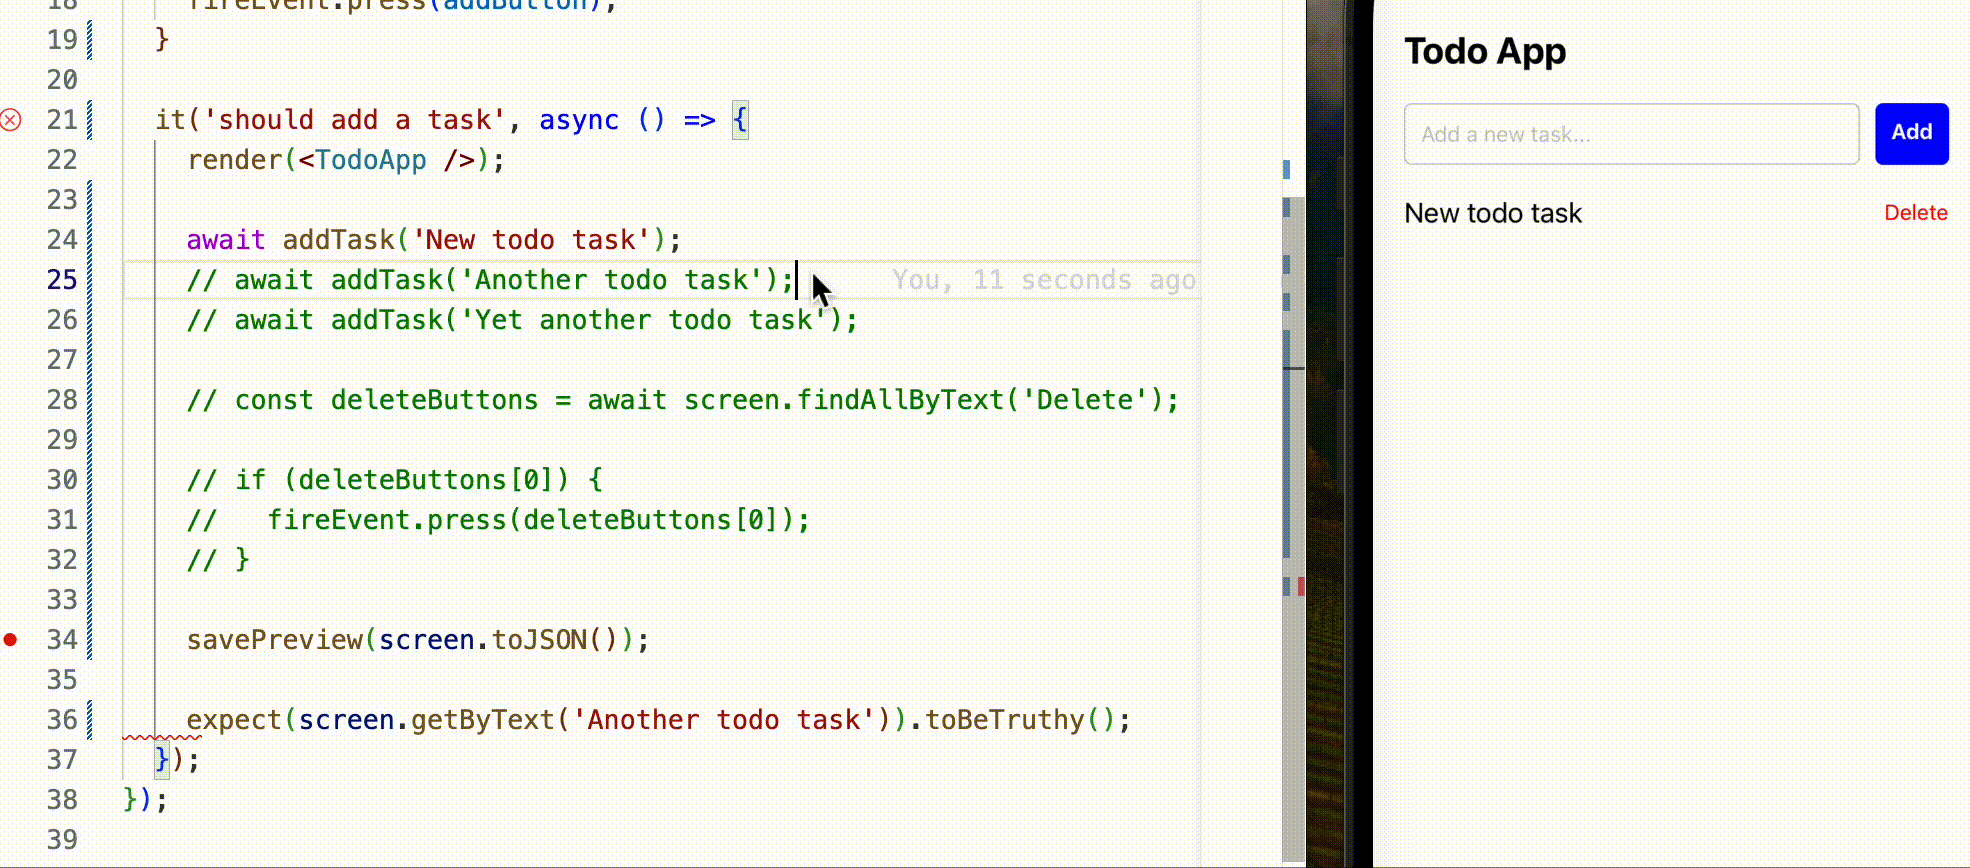 18 fireEvent.press(addButton);
19 }
20
21 it('should add a task', async () => {
22 render(<TodoApp />);
23
24 await addTask('New todo task');
25 // await addTask('Another todo task'); You, 11 seconds ago
26 // await addTask('Yet another todo task');
27
28 // const deleteButtons = await screen.findAllByText('Delete');
29
30 // if (deleteButtons[0]) {
31 //   fireEvent.press(deleteButtons[0]);
32 // }
33
34 savePreview(screen.toJSON());
35
36 expect(screen.getByText('Another todo task')).toBeTruthy();
37 });
38 });
39
Todo App
Add a new task...
Add
New todo task
Delete